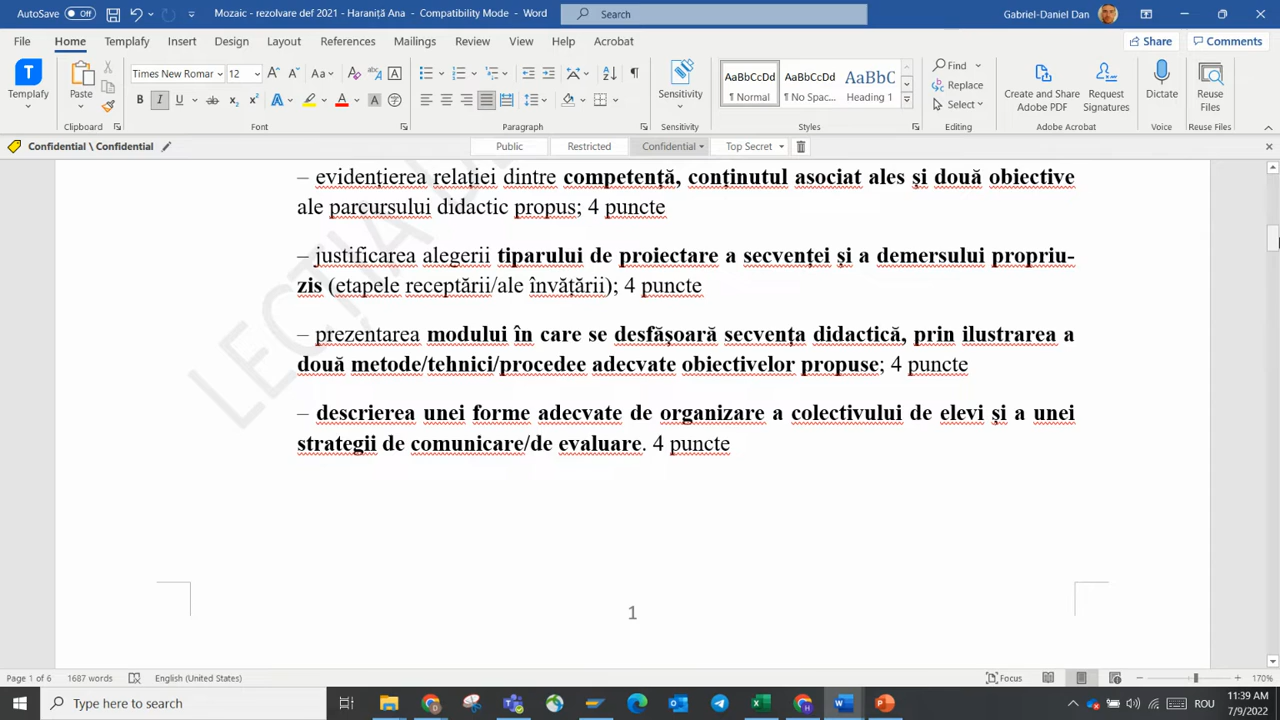 AutoSave Off Mozaic - rezolvare def 2021 - Haraniță Ana - Compatibility Mode - Word Search Gabriel-Daniel Dan
File Home Templafy Insert Design Layout References Mailings Review View Help Acrobat Share Comments
Times New Roman 12 AaBbCcDd AaBbCcDd AaBbC Find
Replace
Select
Templafy Paste Sensitivity ¶ Normal ¶ No Spac... Heading 1 Create and Share Adobe PDF Request Signatures Dictate Reuse Files
Clipboard Font Paragraph Sensitivity Styles Editing Adobe Acrobat Voice Reuse Files
Confidential \ Confidential Public Restricted Confidential Top Secret
– evidențierea relației dintre competență, conținutul asociat ales și două obiective
ale parcursului didactic propus; 4 puncte
– justificarea alegerii tiparului de proiectare a secvenței și a demersului propriu-
zis (etapele receptării/ale învățării); 4 puncte
– prezentarea modului în care se desfășoară secvența didactică, prin ilustrarea a
două metode/tehnici/procedee adecvate obiectivelor propuse; 4 puncte
– descrierea unei forme adecvate de organizare a colectivului de elevi și a unei
strategii de comunicare/de evaluare. 4 puncte
1
Page 1 of 6 1687 words English (United States) Focus 170%
Type here to search ROU 11:39 AM
7/9/2022